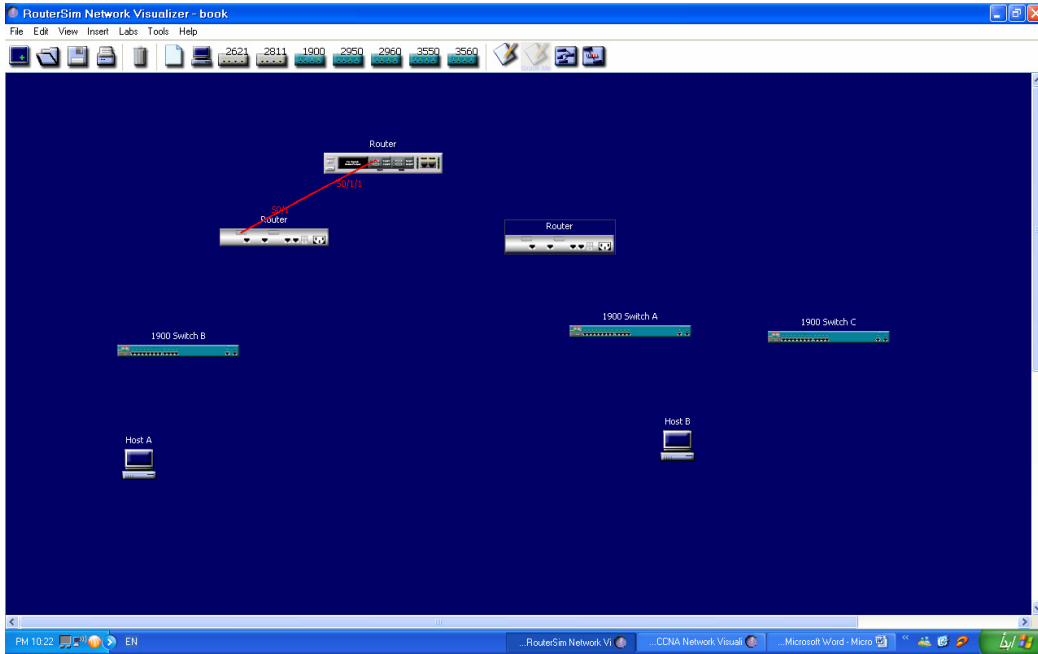 RouterSim Network Visualizer - book
File Edit View Insert Labs Tools Help
2621 2811 1900 2950 2960 3550 3560
Router
S0/1/1
S0/1
Router
Router
1900 Switch A
1900 Switch C
1900 Switch B
Host B
Host A
PM 10:22 EN ...RouterSim Network Vi ...CCNA Network Visuali ...Microsoft Word - Micro ابدأ